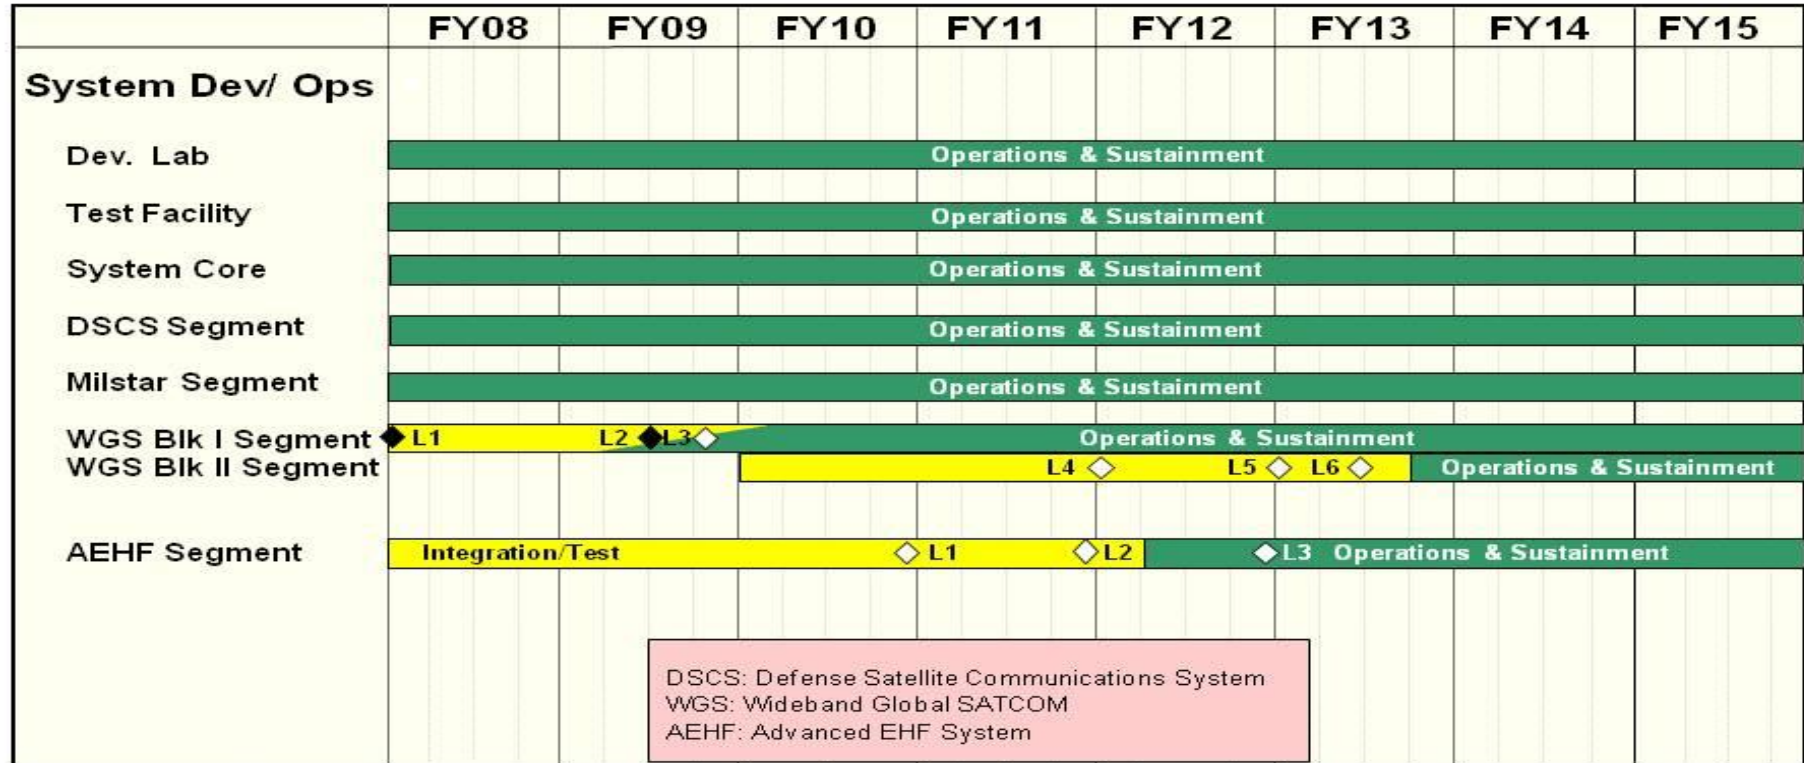 FY08 FY09 FY10 FY11 FY12 FY13 FY14 FY15
System Dev/ Ops
Dev. Lab Operations & Sustainment
Test Facility Operations & Sustainment
System Core Operations & Sustainment
DSCS Segment Operations & Sustainment
Milstar Segment Operations & Sustainment
WGS Blk I Segment L1 L2 L3 Operations & Sustainment
WGS Blk II Segment L4 L5 L6 Operations & Sustainment
AEHF Segment Integration/Test L1 L2 L3 Operations & Sustainment
DSCS: Defense Satellite Communications System
WGS: Wideband Global SATCOM
AEHF: Advanced EHF System